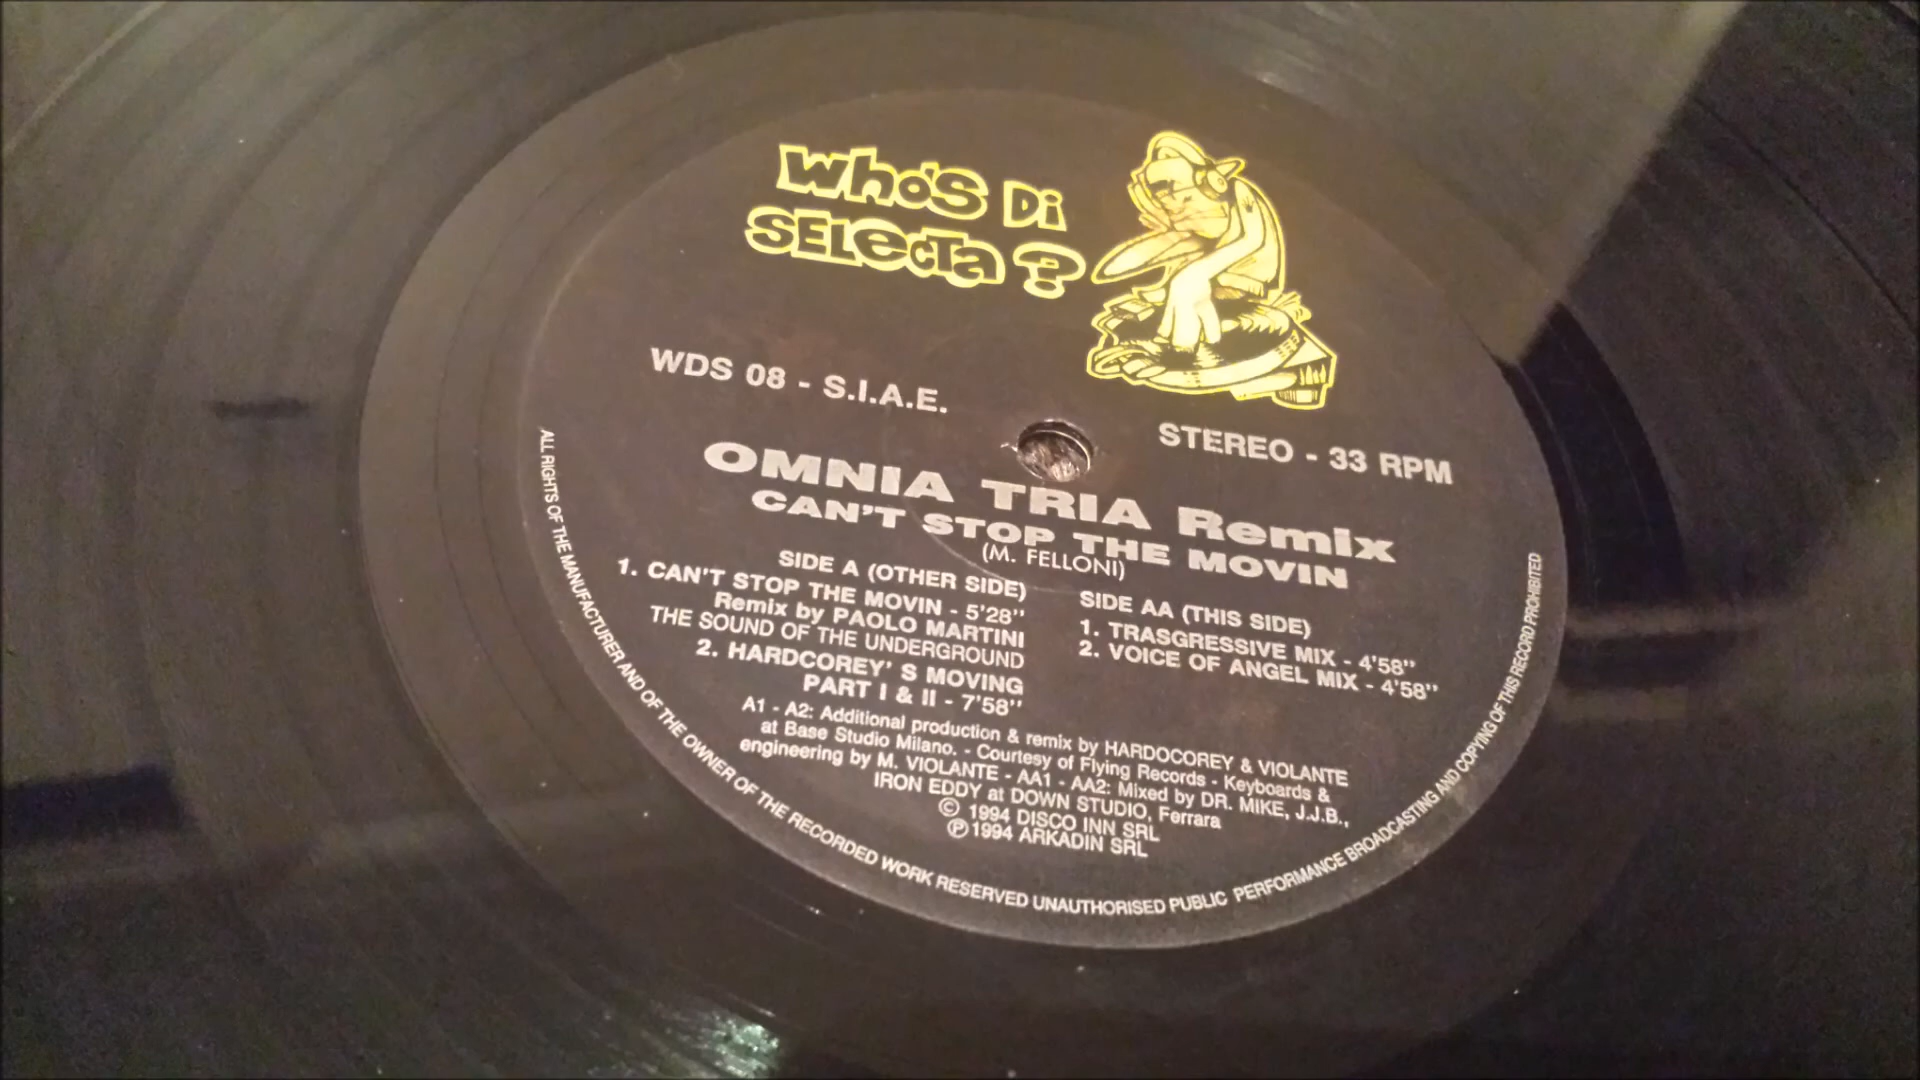 Who's Di
Selecta?
WDS 08 - S.I.A.E.
STEREO - 33 RPM
OMNIA TRIA Remix
CAN'T STOP THE MOVIN
(M. FELLONI)
SIDE A (OTHER SIDE)
1. CAN'T STOP THE MOVIN - 5'28"
Remix by PAOLO MARTINI
THE SOUND OF THE UNDERGROUND
2. HARDCOREY' S MOVING
PART I & II - 7'58"
SIDE AA (THIS SIDE)
1. TRASGRESSIVE MIX - 4'58"
2. VOICE OF ANGEL MIX - 4'58"
A1 - A2: Additional production & remix by HARDOCOREY & VIOLANTE
at Base Studio Milano. - Courtesy of Flying Records - Keyboards &
engineering by M. VIOLANTE - AA1 - AA2: Mixed by DR. MIKE, J.J.B.,
IRON EDDY at DOWN STUDIO, Ferrara
© 1994 DISCO INN SRL
℗ 1994 ARKADIN SRL
ALL RIGHTS OF THE MANUFACTURER AND OF THE OWNER OF THE RECORDED WORK RESERVED UNAUTHORISED PUBLIC PERFORMANCE BROADCASTING AND COPYING OF THIS RECORD PROHIBITED